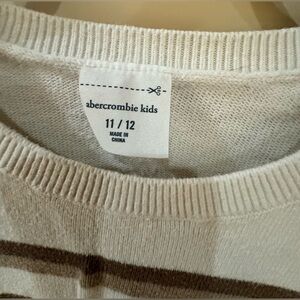 abercrombie kids
11 / 12
MADE IN
CHINA